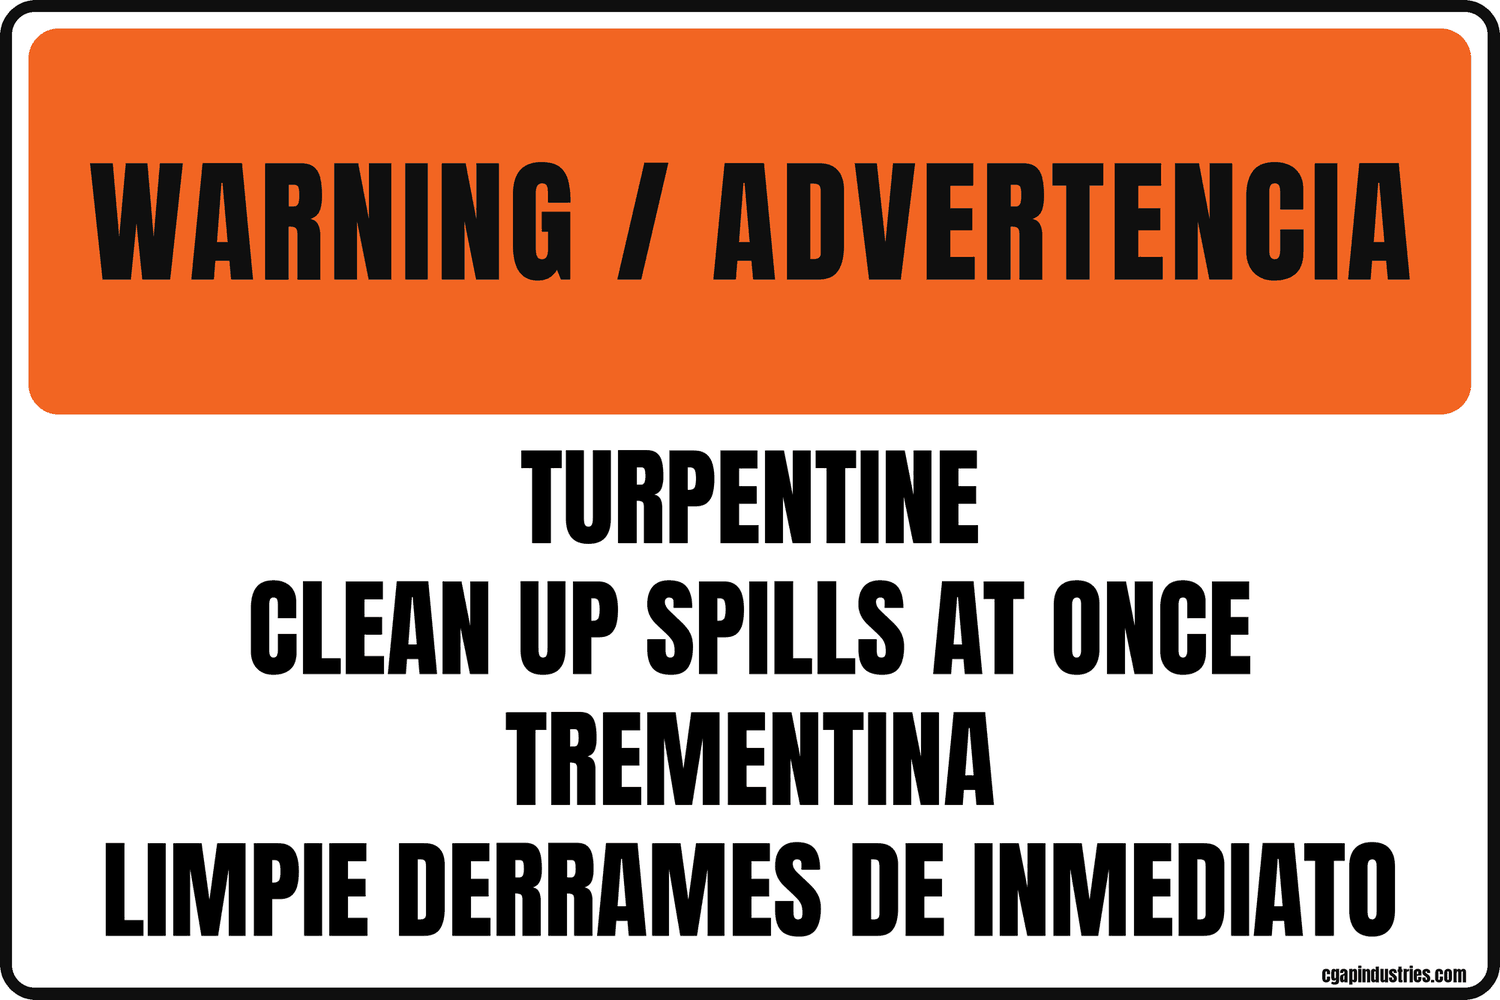 WARNING / ADVERTENCIA
TURPENTINE
CLEAN UP SPILLS AT ONCE
TREMENTINA
LIMPIE DERRAMES DE INMEDIATO
cgapindustries.com